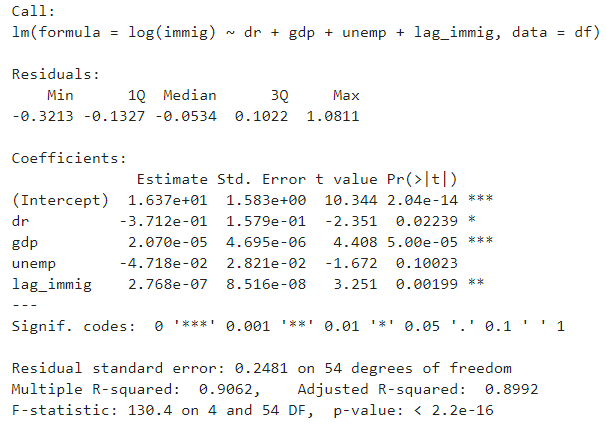 Call:
lm(formula = log(immig) ~ dr + gdp + unemp + lag_immig, data = df)

Residuals:
    Min      1Q  Median      3Q     Max
-0.3213 -0.1327 -0.0534  0.1022  1.0811

Coefficients:
              Estimate Std. Error t value Pr(>|t|)
(Intercept)  1.637e+01  1.583e+00  10.344 2.04e-14 ***
dr          -3.712e-01  1.579e-01  -2.351  0.02239 *
gdp          2.070e-05  4.695e-06   4.408 5.00e-05 ***
unemp       -4.718e-02  2.821e-02  -1.672  0.10023
lag_immig    2.768e-07  8.516e-08   3.251  0.00199 **
---
Signif. codes:  0 '***' 0.001 '**' 0.01 '*' 0.05 '.' 0.1 ' ' 1

Residual standard error: 0.2481 on 54 degrees of freedom
Multiple R-squared:  0.9062,    Adjusted R-squared:  0.8992
F-statistic: 130.4 on 4 and 54 DF,  p-value: < 2.2e-16